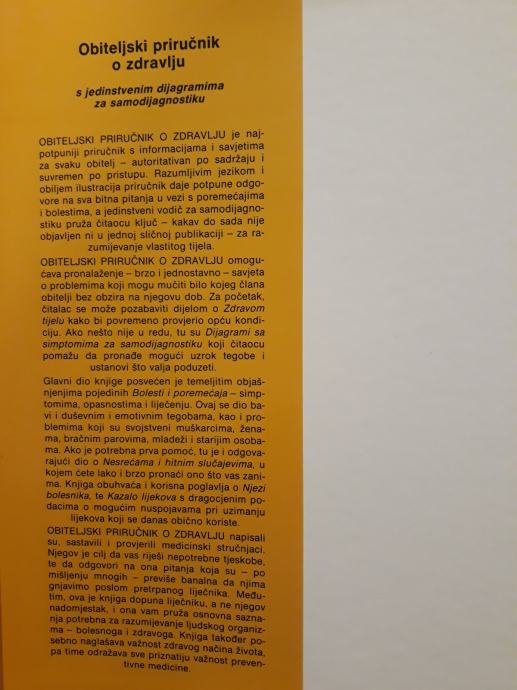 Obiteljski priručnik
o zdravlju
s jedinstvenim dijagramima
za samodijagnostiku
OBITELJSKI PRIRUČNIK O ZDRAVLJU je naj-
potpuniji priručnik s informacijama i savjetima
za svaku obitelj – autoritativan po sadržaju i
suvremen po pristupu. Razumljivim jezikom i
obiljem ilustracija priručnik daje potpune odgo-
vore na sva bitna pitanja u vezi s poremećajima
i bolestima, a jedinstveni vodič za samodijagno-
stiku pruža čitaocu ključ – kakav do sada nije
objavljen ni u jednoj sličnoj publikaciji – za ra-
zumijevanje vlastitog tijela.
OBITELJSKI PRIRUČNIK O ZDRAVLJU omogu-
ćava pronalaženje – brzo i jednostavno – savjeta
o problemima koji mogu mučiti bilo kojeg člana
obitelji bez obzira na njegovu dob. Za početak,
čitalac se može pozabaviti dijelom o Zdravom
tijelu kako bi povremeno provjerio opću kondi-
ciju. Ako nešto nije u redu, tu su Dijagrami sa
simptomima za samodijagnostiku koji čitaocu
pomažu da pronađe mogući uzrok tegobe i
ustanovi što valja poduzeti.
Glavni dio knjige posvećen je temeljitim objaš-
njenjima pojedinih Bolesti i poremećaja – simp-
tomima, opasnostima i liječenju. Ovaj se dio ba-
vi i duševnim i emotivnim tegobama, kao i pro-
blemima koji su svojstveni muškarcima, žena-
ma, bračnim parovima, mladeži i starijim osoba-
ma. Ako je potrebna prva pomoć, tu je i odgova-
rajući dio o Nesrećama i hitnim slučajevima, u
kojem ćete lako i brzo pronaći ono što vas zani-
ma. Knjiga obuhvaća i korisna poglavlja o Njezi
bolesnika, te Kazalo lijekova s dragocjenim po-
dacima o mogućim nuspojavama pri uzimanju
lijekova koji se danas obično koriste.
OBITELJSKI PRIRUČNIK O ZDRAVLJU napisali
su, sastavili i provjerili medicinski stručnjaci.
Njegov je cilj da vas riješi nepotrebne tjeskobe,
te da odgovori na ona pitanja koja su – po
mišljenju mnogih – previše banalna da njima
gnjavimo poslom pretrpanog liječnika. Među-
tim, ova je knjiga dopuna liječniku, a ne njegov
nadomjestak, i ona vam pruža osnovna sazna-
nja potrebna za razumijevanje ljudskog organiz-
ma – bolesnoga i zdravoga. Knjiga također po-
sebno naglašava važnost zdravog načina života,
pa time odražava sve priznatiju važnost preven-
tivne medicine.